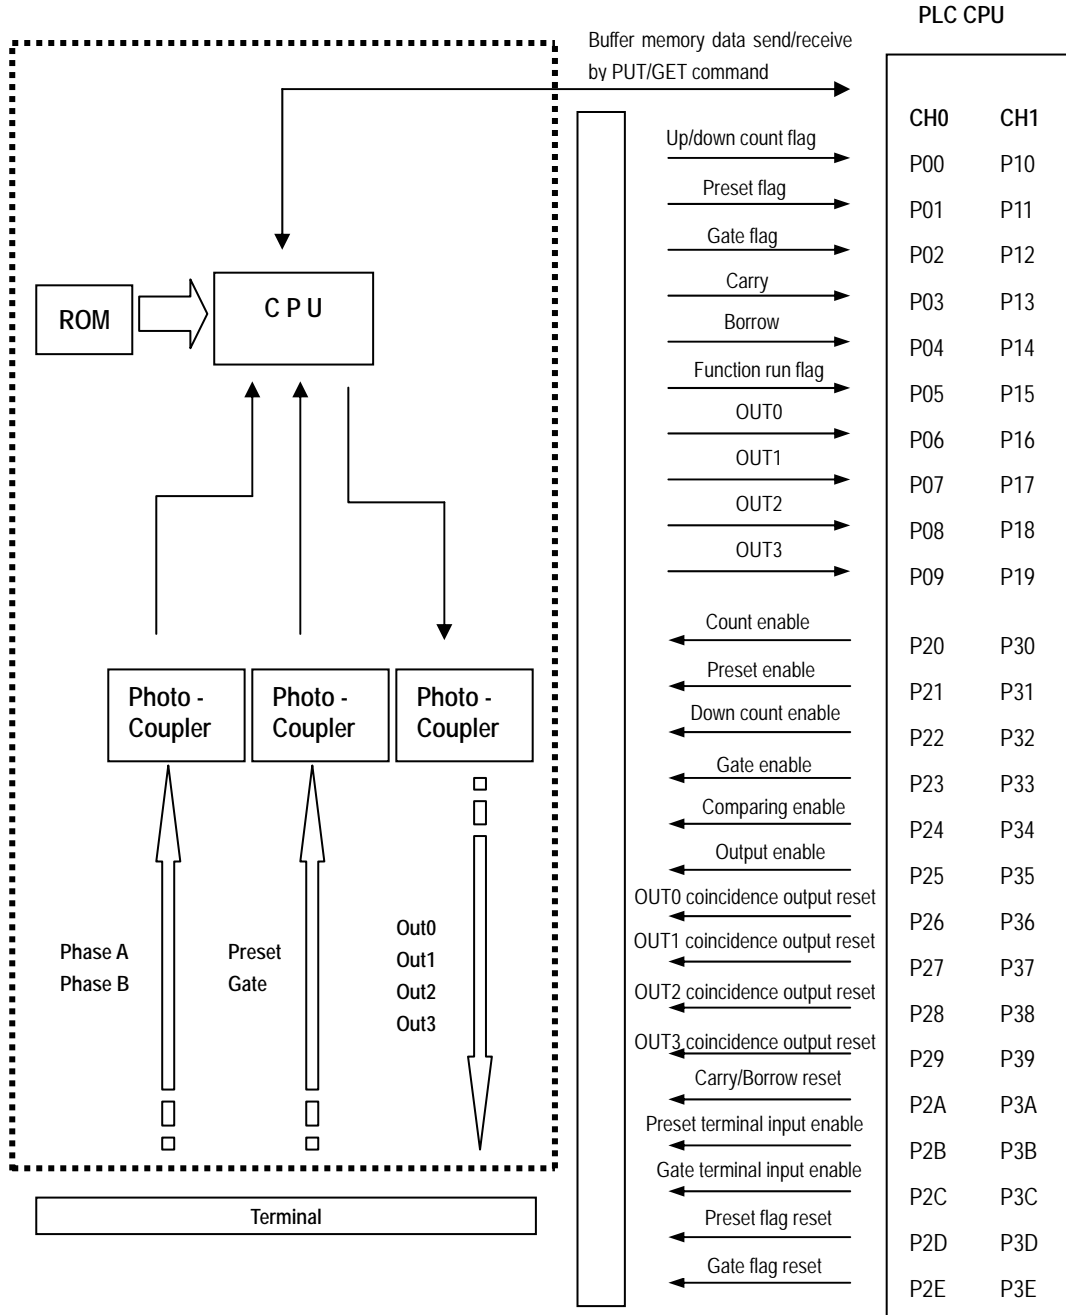 PLC CPU
Buffer memory data send/receive
by PUT/GET command
CH0 CH1
Up/down count flag
P00 P10
Preset flag
P01 P11
Gate flag
P02 P12
Carry
P03 P13
Borrow
P04 P14
Function run flag
P05 P15
OUT0
P06 P16
OUT1
P07 P17
OUT2
P08 P18
OUT3
P09 P19
Count enable
P20 P30
Preset enable
P21 P31
Down count enable
P22 P32
Gate enable
P23 P33
Comparing enable
P24 P34
Output enable
P25 P35
OUT0 coincidence output reset
P26 P36
OUT1 coincidence output reset
P27 P37
OUT2 coincidence output reset
P28 P38
OUT3 coincidence output reset
P29 P39
Carry/Borrow reset
P2A P3A
Preset terminal input enable
P2B P3B
Gate terminal input enable
P2C P3C
Preset flag reset
P2D P3D
Gate flag reset
P2E P3E
ROM
C P U
Photo -
Coupler
Photo -
Coupler
Photo -
Coupler
Phase A
Phase B
Preset
Gate
Out0
Out1
Out2
Out3
Terminal